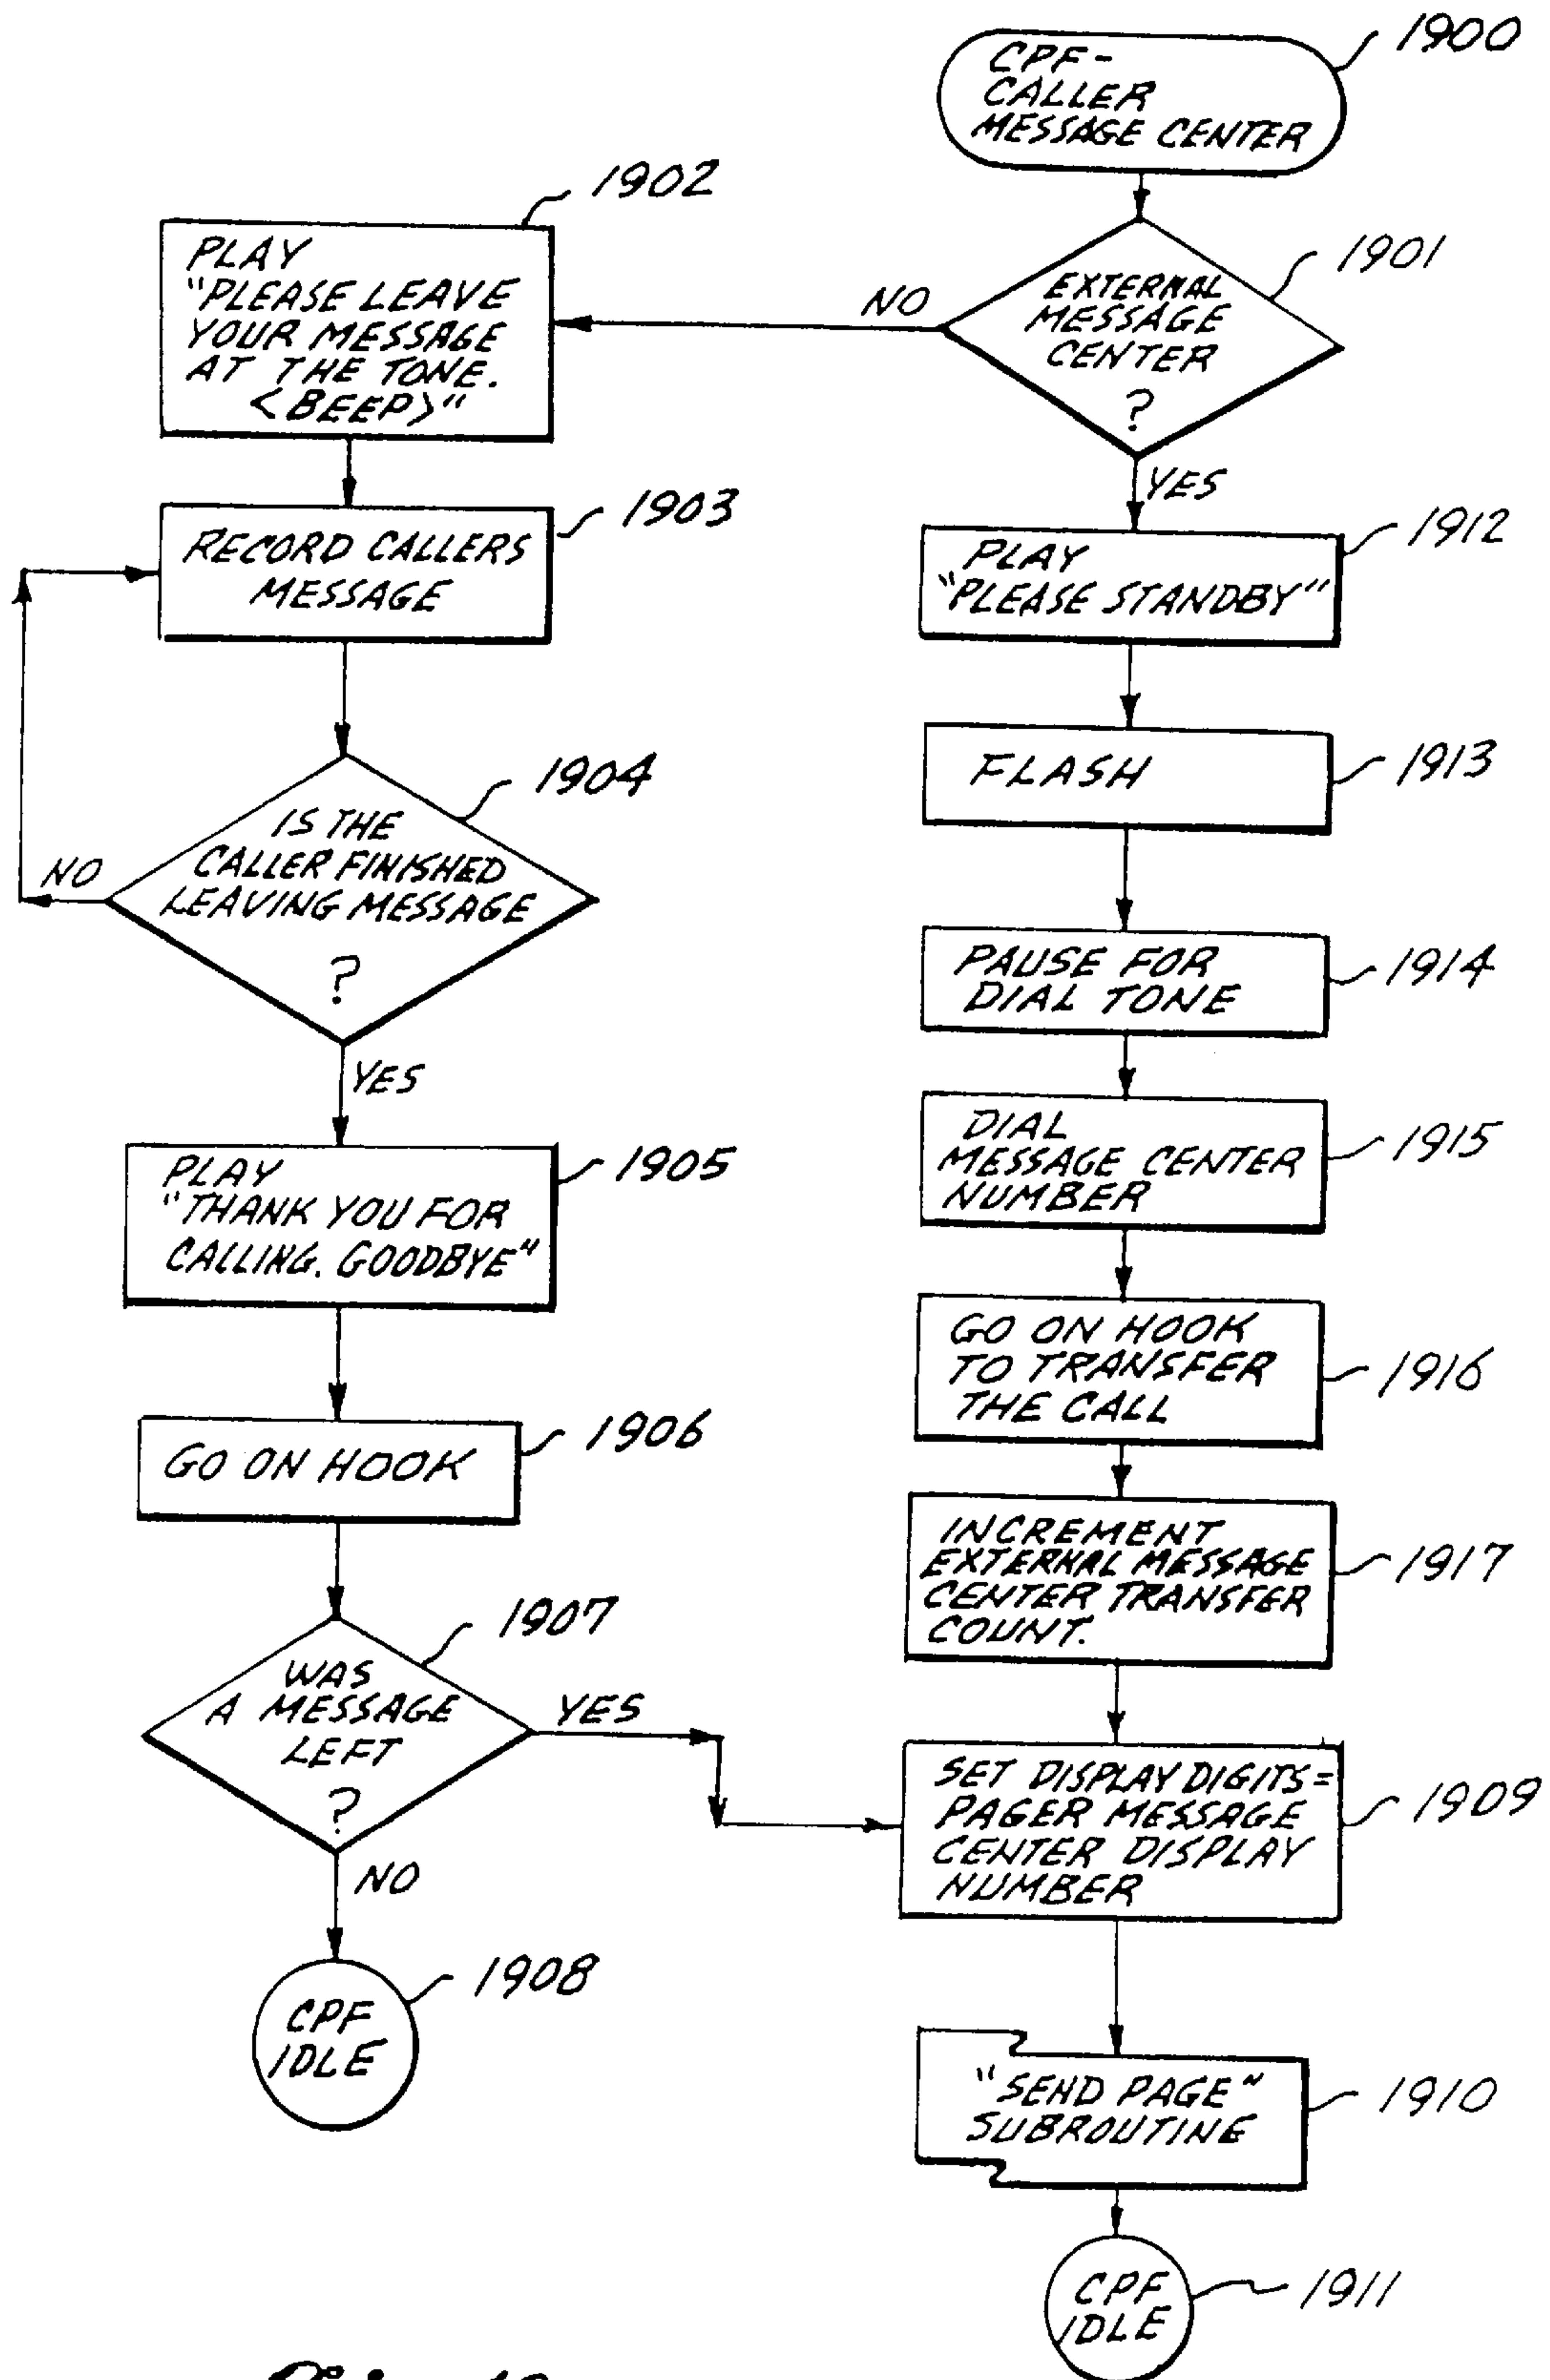 1900
CPF-
CALLER
MESSAGE CENTER
1901
EXTERNAL
MESSAGE
CENTER
?
NO
YES
1902
PLAY
"PLEASE LEAVE
YOUR MESSAGE
AT THE TONE.
<BEEP>"
1903
RECORD CALLERS
MESSAGE
1904
IS THE
CALLER FINISHED
LEAVING MESSAGE
?
NO
YES
1905
PLAY
"THANK YOU FOR
CALLING. GOODBYE"
1906
GO ON HOOK
1907
WAS
A MESSAGE
LEFT
?
YES
NO
1908
CPF
IDLE
1912
PLAY
"PLEASE STANDBY"
1913
FLASH
1914
PAUSE FOR
DIAL TONE
1915
DIAL
MESSAGE CENTER
NUMBER
1916
GO ON HOOK
TO TRANSFER
THE CALL
1917
INCREMENT
EXTERNAL MESSAGE
CENTER TRANSFER
COUNT.
1909
SET DISPLAY DIGITS=
PAGER MESSAGE
CENTER DISPLAY
NUMBER
1910
"SEND PAGE"
SUBROUTINE
1911
CPF
IDLE